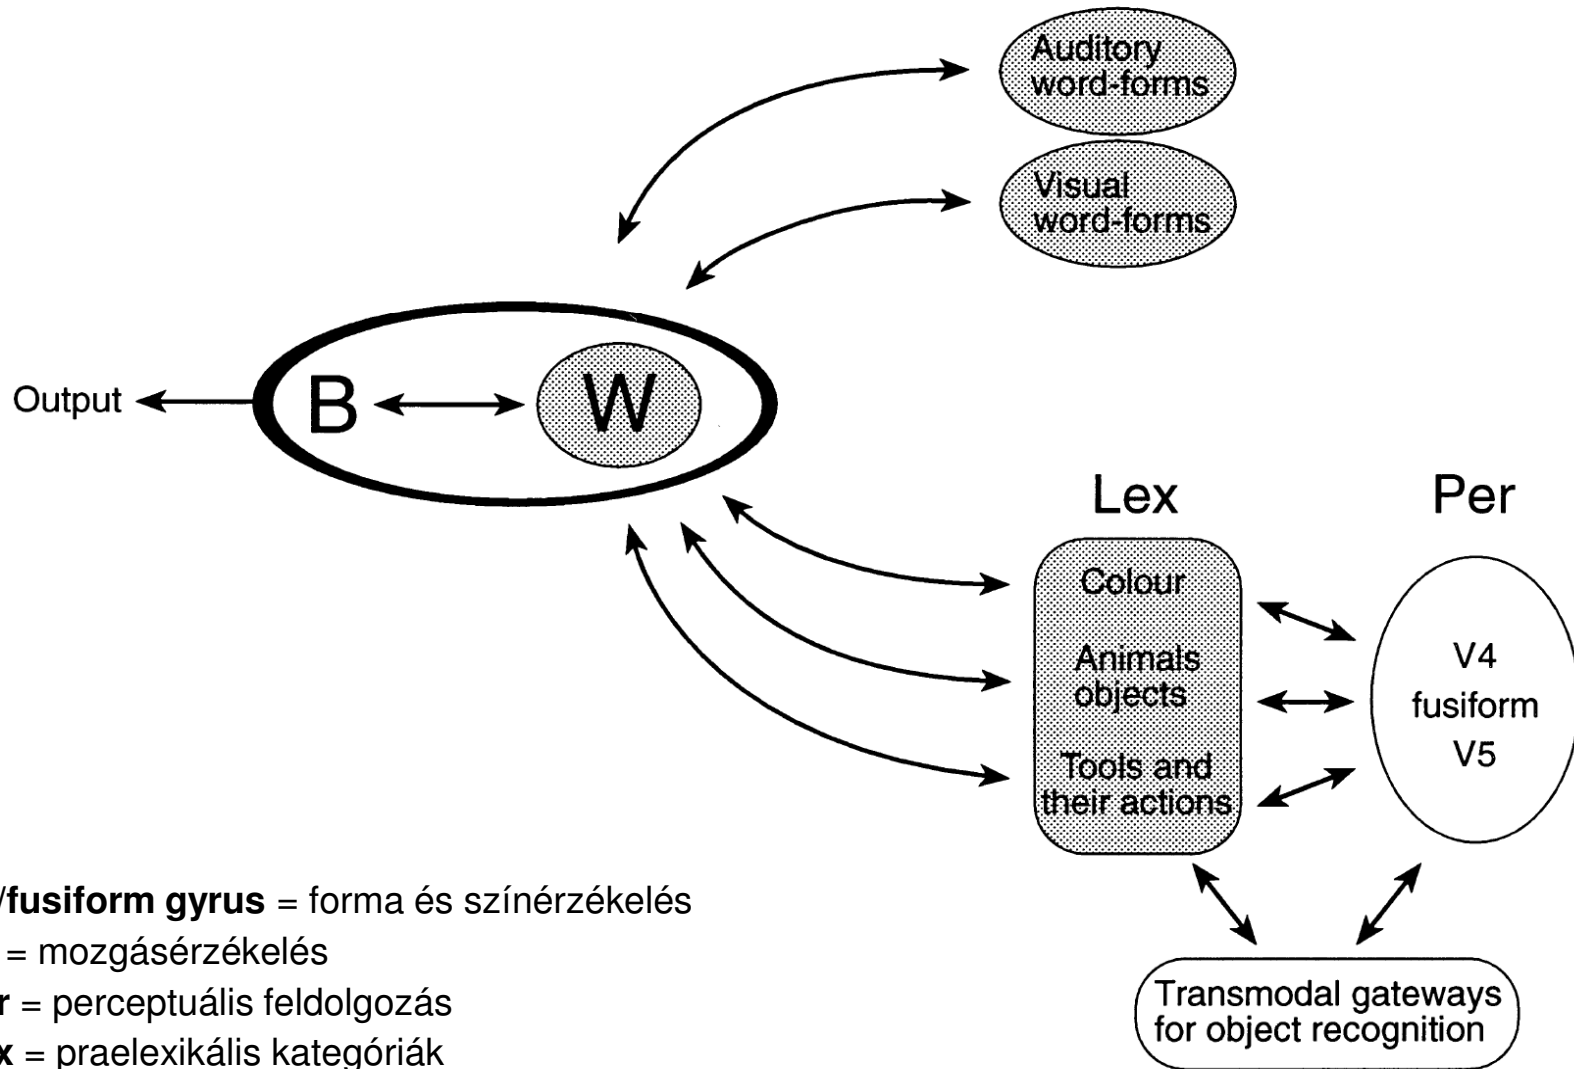 Auditory
word-forms
Visual
word-forms
Output
B
W
Lex
Per
Colour
Animals
objects
Tools and
their actions
V4
fusiform
V5
/fusiform gyrus = forma és színérzékelés
= mozgásérzékelés
r = perceptuális feldolgozás
x = praelexikális kategóriák
Transmodal gateways
for object recognition